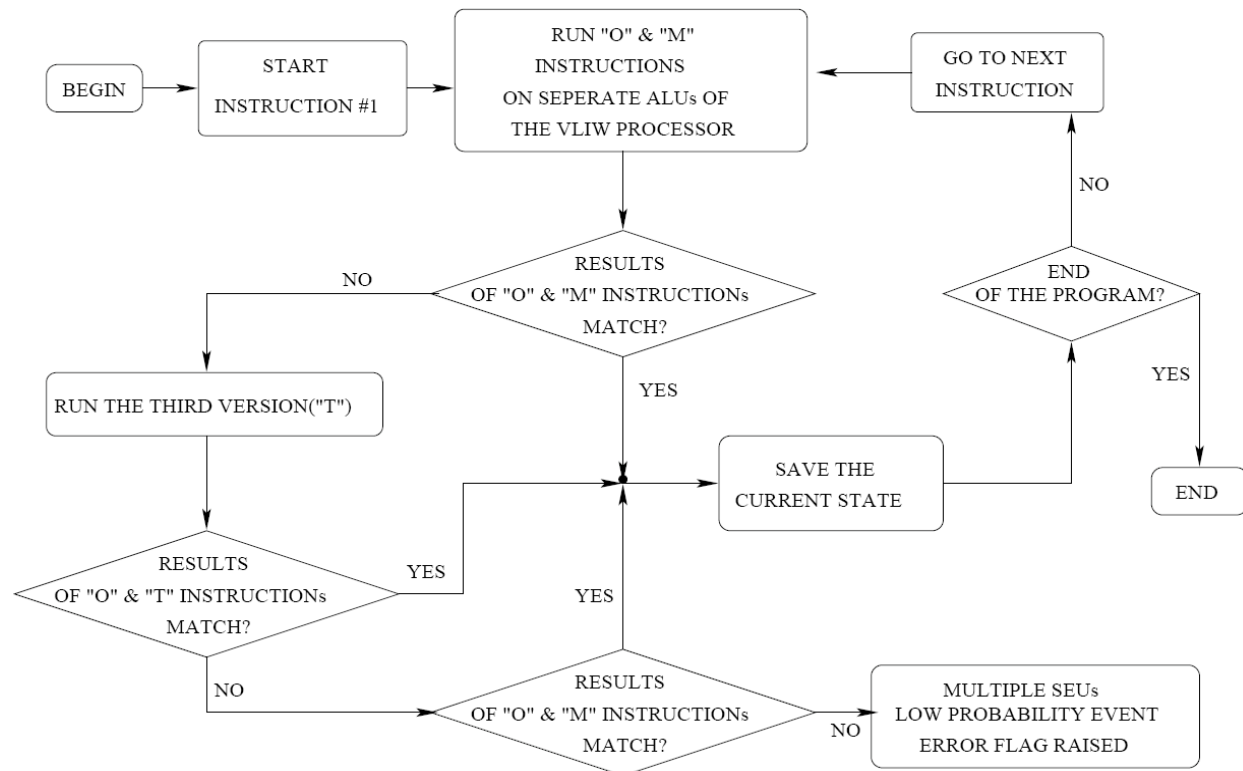 BEGIN
START
INSTRUCTION #1
RUN "O" & "M"
INSTRUCTIONS
ON SEPERATE ALUs OF
THE VLIW PROCESSOR
GO TO NEXT
INSTRUCTION
NO
RESULTS
OF "O" & "M" INSTRUCTIONs
MATCH?
NO
END
OF THE PROGRAM?
YES
YES
RUN THE THIRD VERSION("T")
SAVE THE
CURRENT STATE
END
RESULTS
OF "O" & "T" INSTRUCTIONs
MATCH?
YES
YES
NO
RESULTS
OF "O" & "M" INSTRUCTIONs
MATCH?
NO
MULTIPLE SEUs
LOW PROBABILITY EVENT
ERROR FLAG RAISED